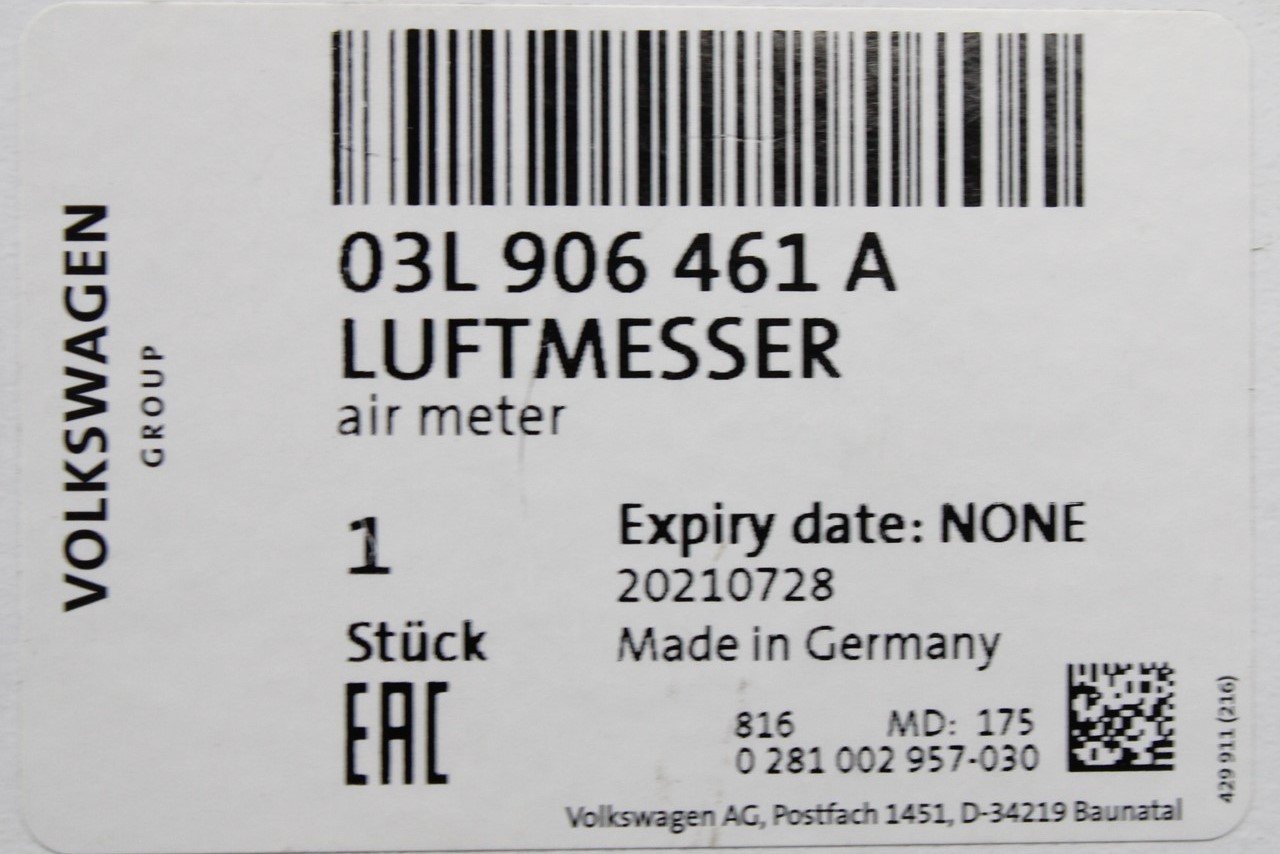 VOLKSWAGEN
GROUP
03L 906 461 A
LUFTMESSER
air meter
1
Stück
EAC
Expiry date: NONE
20210728
Made in Germany
816 MD: 175
0 281 002 957-030
429 911 (216)
Volkswagen AG, Postfach 1451, D-34219 Baunatal